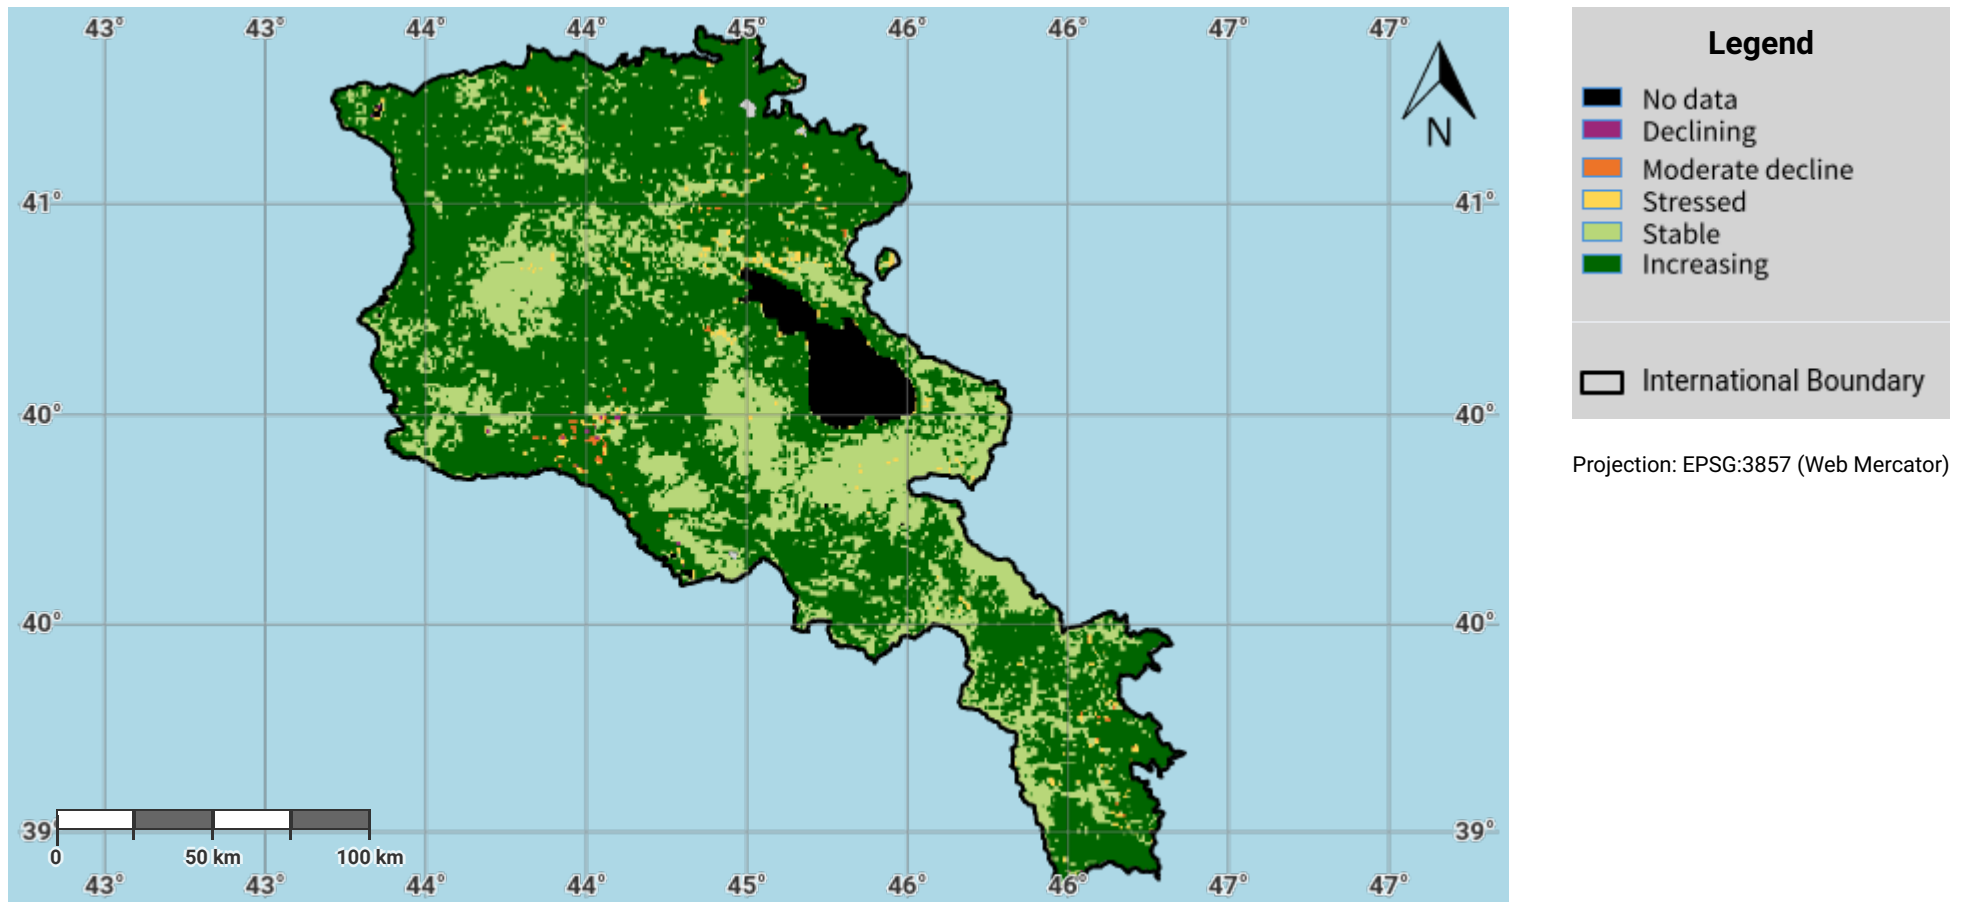 43° 43° 44° 44° 45° 46° 46° 47° 47°
Legend
No data
Declining
Moderate decline
Stressed
Stable
Increasing
International Boundary
Projection: EPSG:3857 (Web Mercator)
N
41° 41°
40° 40°
40° 40°
39° 39°
0 50 km 100 km
43° 43° 44° 44° 45° 46° 46° 47° 47°